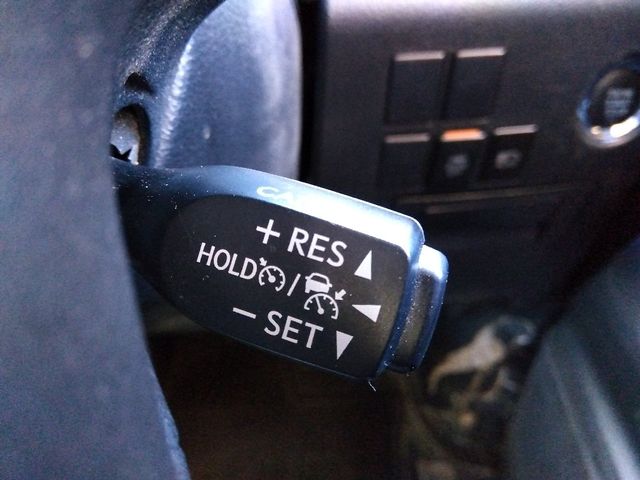 + RES
HOLD /
- SET